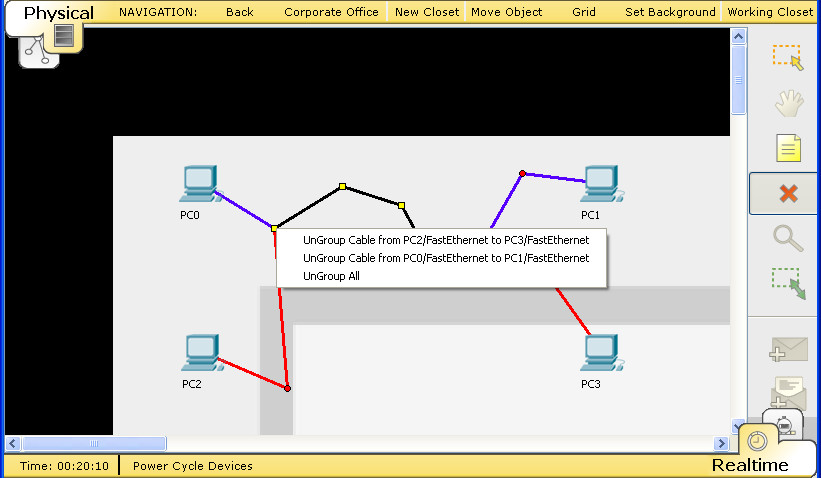 Physical
NAVIGATION: Back Corporate Office New Closet Move Object Grid Set Background Working Closet
PC0
PC1
UnGroup Cable from PC2/FastEthernet to PC3/FastEthernet
UnGroup Cable from PC0/FastEthernet to PC1/FastEthernet
UnGroup All
PC2
PC3
Time: 00:20:10 Power Cycle Devices
Realtime